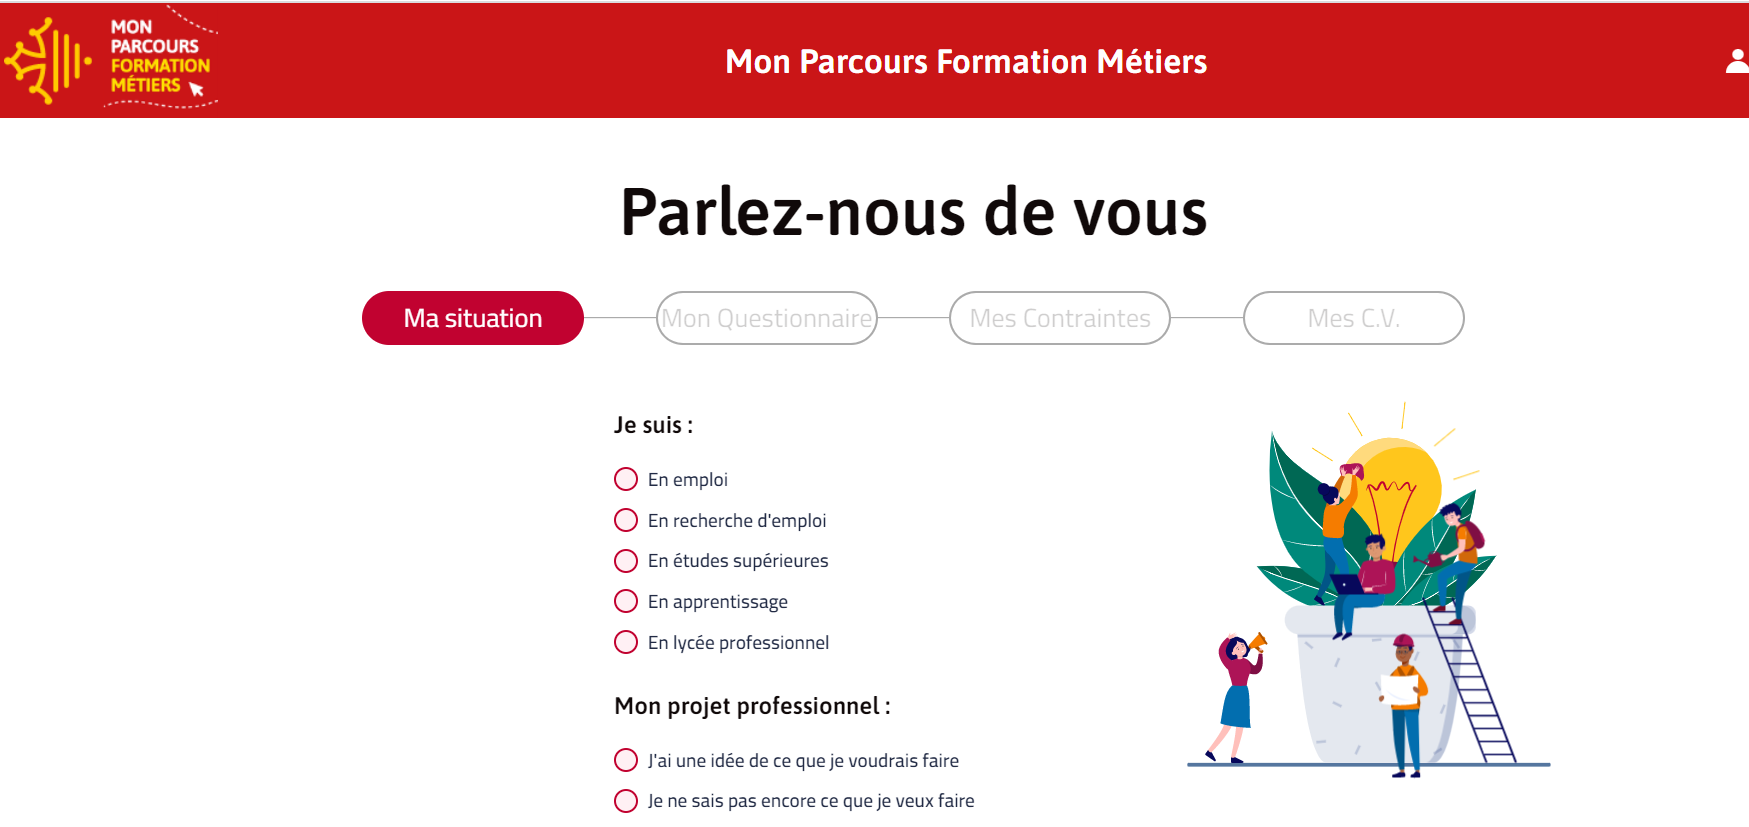 MON
PARCOURS
FORMATION
MÉTIERS
Mon Parcours Formation Métiers
Parlez-nous de vous
Ma situation
Mon Questionnaire
Mes Contraintes
Mes C.V.
Je suis :
En emploi
En recherche d'emploi
En études supérieures
En apprentissage
En lycée professionnel
Mon projet professionnel :
J'ai une idée de ce que je voudrais faire
Je ne sais pas encore ce que je veux faire